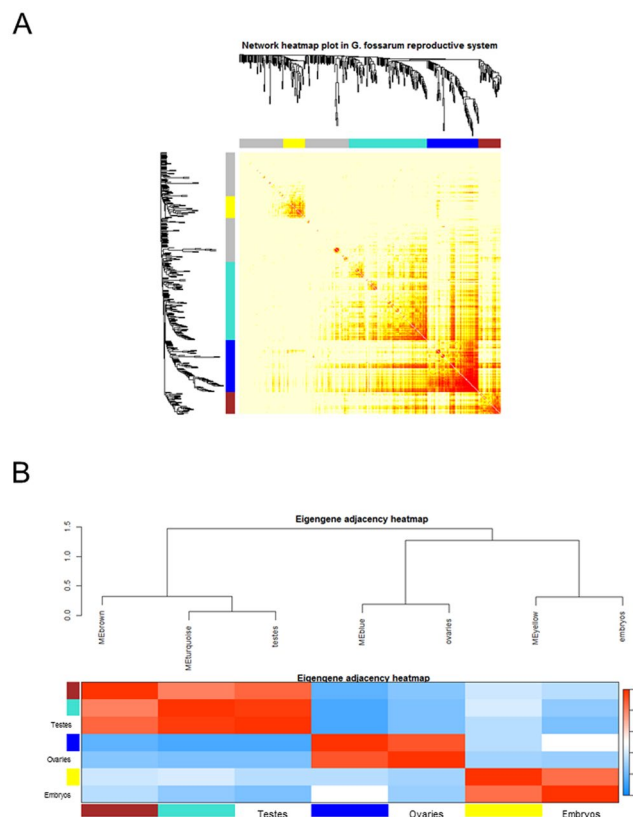 A
Network heatmap plot in G. fossarum reproductive system
B
Eigengene adjacency heatmap
1.5
1.0
0.5
0.0
MEbrown
MEturquoise
testes
MEblue
ovaries
MEyellow
embryos
Eigengene adjacency heatmap
Testes
Ovaries
Embryos
Testes
Ovaries
Embryos